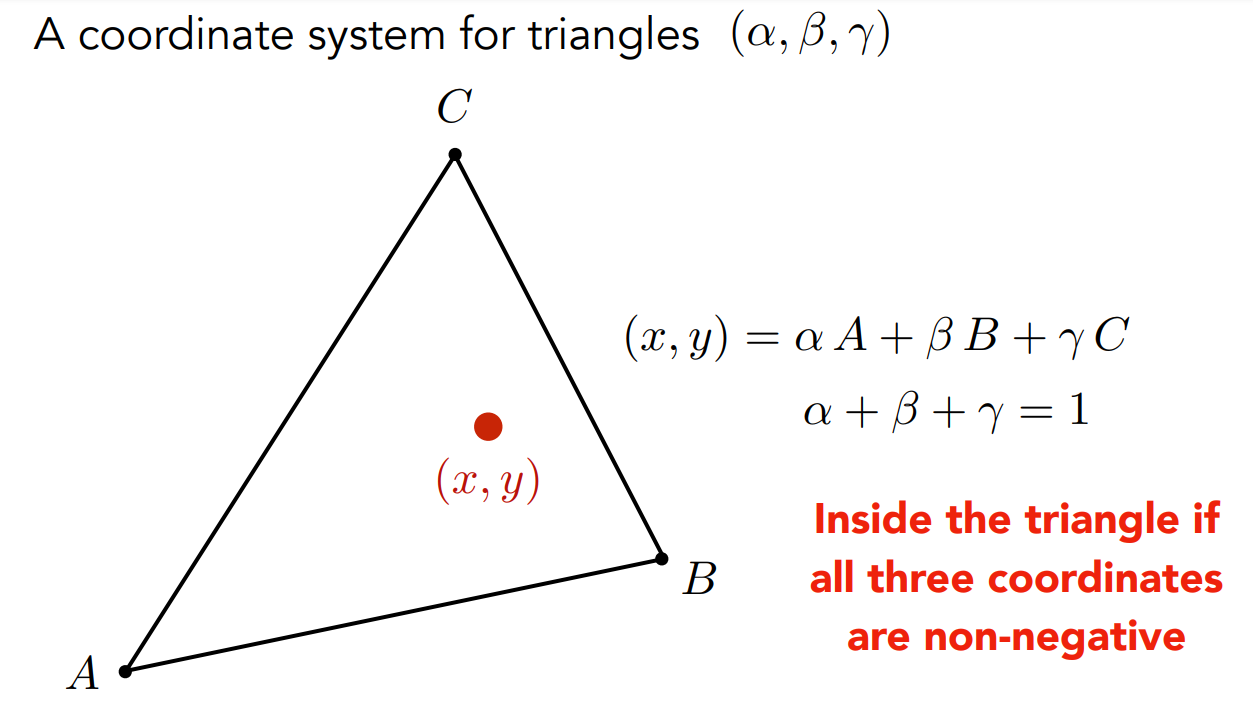 A coordinate system for triangles (α, β, γ)
C
(x, y) = α A + β B + γ C
α + β + γ = 1
(x, y)
Inside the triangle if
all three coordinates
are non-negative
B
A